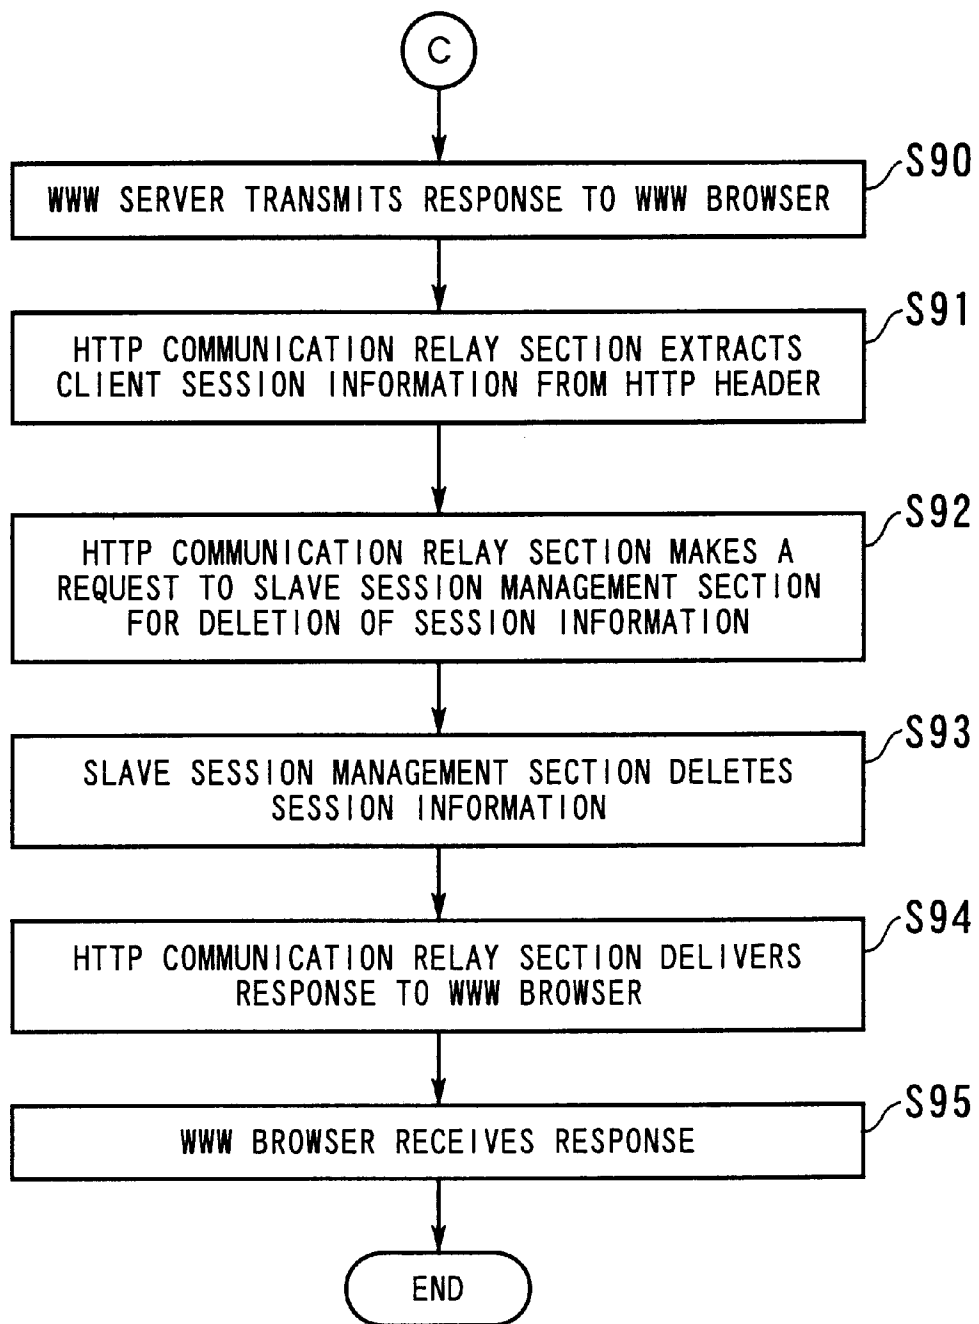 C
S90
WWW SERVER TRANSMITS RESPONSE TO WWW BROWSER
S91
HTTP COMMUNICATION RELAY SECTION EXTRACTS
CLIENT SESSION INFORMATION FROM HTTP HEADER
S92
HTTP COMMUNICATION RELAY SECTION MAKES A
REQUEST TO SLAVE SESSION MANAGEMENT SECTION
FOR DELETION OF SESSION INFORMATION
S93
SLAVE SESSION MANAGEMENT SECTION DELETES
SESSION INFORMATION
S94
HTTP COMMUNICATION RELAY SECTION DELIVERS
RESPONSE TO WWW BROWSER
S95
WWW BROWSER RECEIVES RESPONSE
END